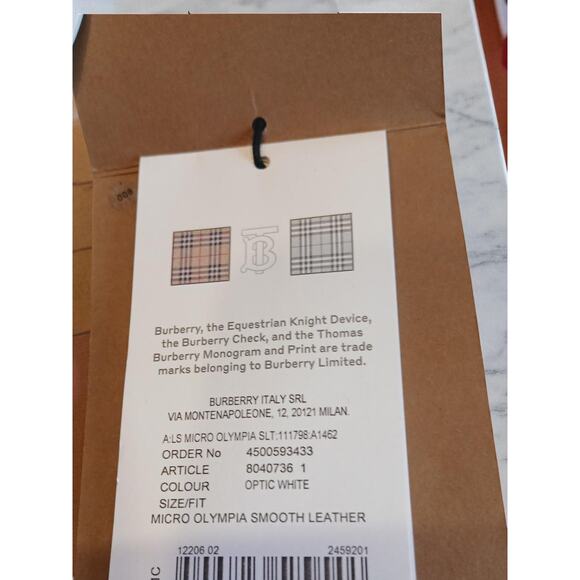 008
Burberry, the Equestrian Knight Device,
the Burberry Check, and the Thomas
Burberry Monogram and Print are trade
marks belonging to Burberry Limited.
BURBERRY ITALY SRL
VIA MONTENAPOLEONE, 12, 20121 MILAN.
A:LS MICRO OLYMPIA SLT:111798:A1462
ORDER No 4500593433
ARTICLE 8040736 1
COLOUR OPTIC WHITE
SIZE/FIT
MICRO OLYMPIA SMOOTH LEATHER
12206 02 2459201